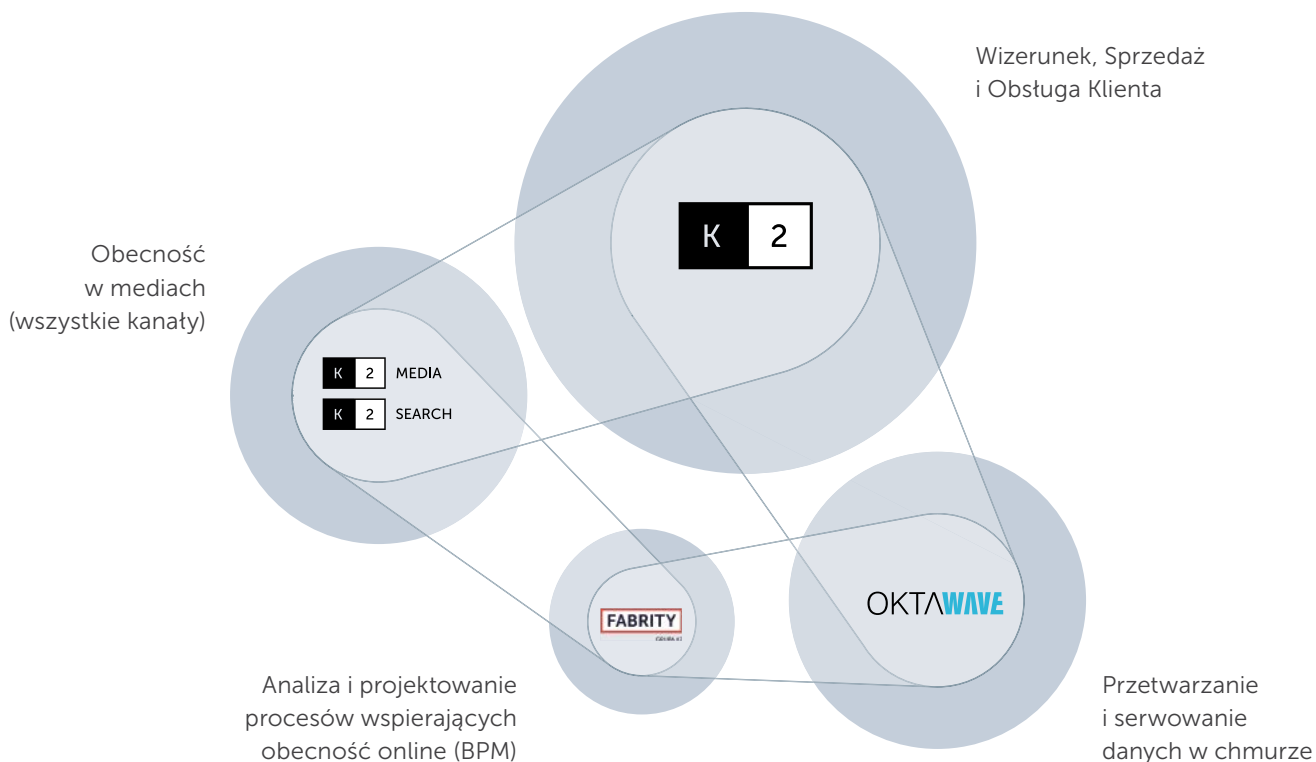 Wizerunek, Sprzedaż
i Obsługa Klienta
K 2
Obecność
w mediach
(wszystkie kanały)
K 2 MEDIA
K 2 SEARCH
OKTAWAVE
FABRITY
Analiza i projektowanie
procesów wspierających
obecność online (BPM)
Przetwarzanie
i serwowanie
danych w chmurze